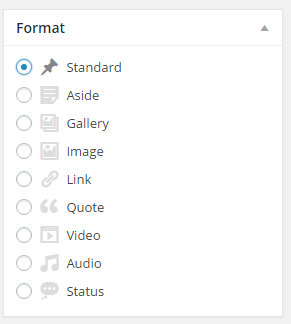 Format
Standard
Aside
Gallery
Image
Link
Quote
Video
Audio
Status